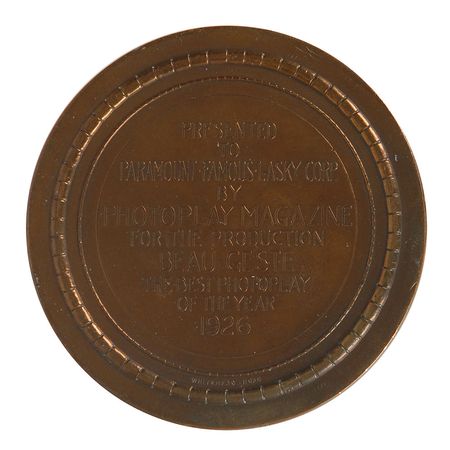 PRESENTED
TO
PARAMOUNT·FAMOUS·LASKY CORP
BY
PHOTOPLAY MAGAZINE
FOR THE PRODUCTION
BEAU GESTE
THE BEST PHOTOPLAY
OF THE YEAR
1926